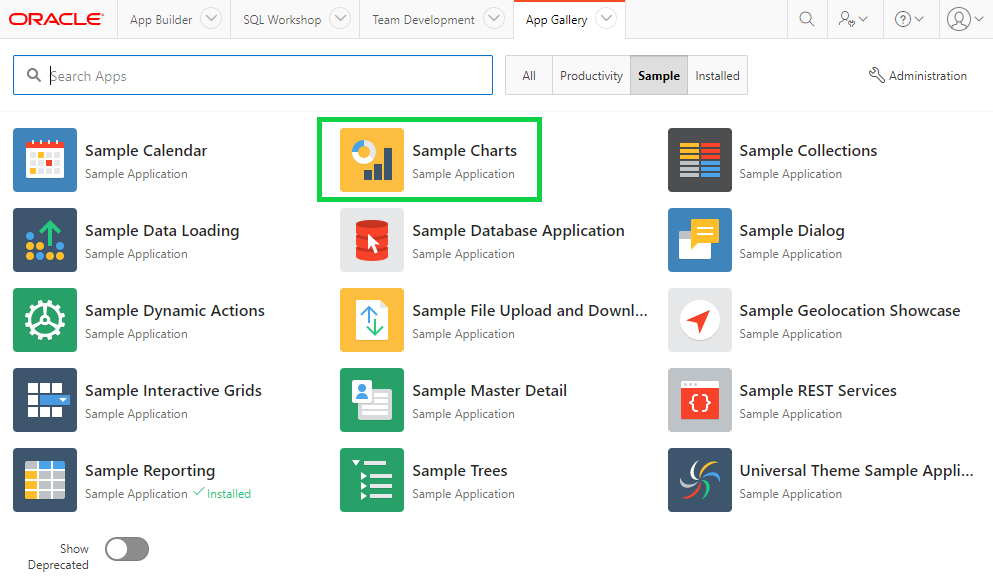 ORACLE App Builder SQL Workshop Team Development App Gallery
Search Apps All Productivity Sample Installed Administration
Sample Calendar Sample Charts Sample Collections
Sample Application Sample Application Sample Application
Sample Data Loading Sample Database Application Sample Dialog
Sample Application Sample Application Sample Application
Sample Dynamic Actions Sample File Upload and Downl... Sample Geolocation Showcase
Sample Application Sample Application Sample Application
Sample Interactive Grids Sample Master Detail Sample REST Services
Sample Application Sample Application Sample Application
Sample Reporting Sample Trees Universal Theme Sample Appli...
Sample Application Installed Sample Application Sample Application
Show
Deprecated